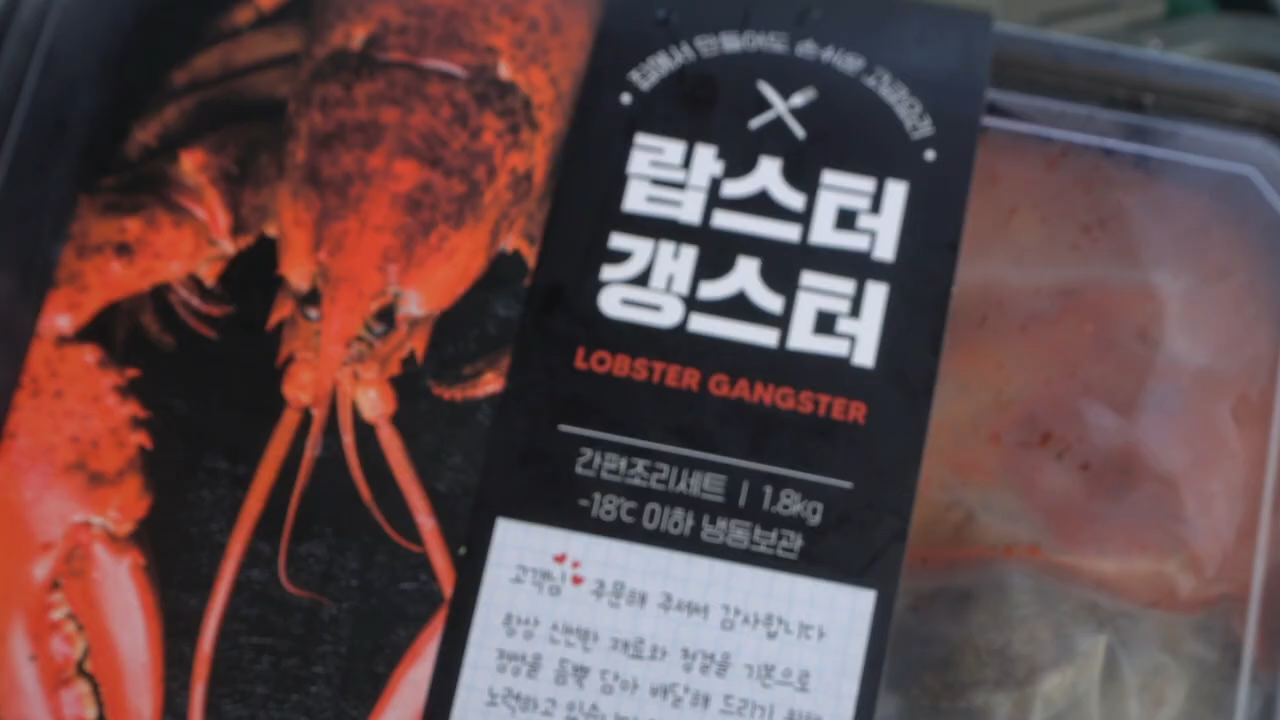 집에서 만들어도 손쉬운 고급요리
랍스터
갱스터
LOBSTER GANGSTER
간편조리세트 | 1.8kg
-18℃ 이하 냉동보관
고객님 주문해 주셔서 감사합니다
항상 신선한 재료와 청결을 기본으로
정성을 듬뿍 담아 배달해 드리기 위해
노력하고